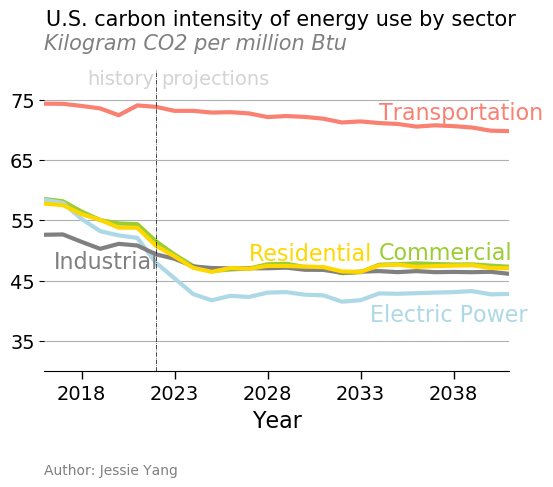 U.S. carbon intensity of energy use by sector
Kilogram CO2 per million Btu
history projections
75
Transportation
65
55
Industrial
Residential
Commercial
45
Electric Power
35
2018 2023 2028 2033 2038
Year
Author: Jessie Yang